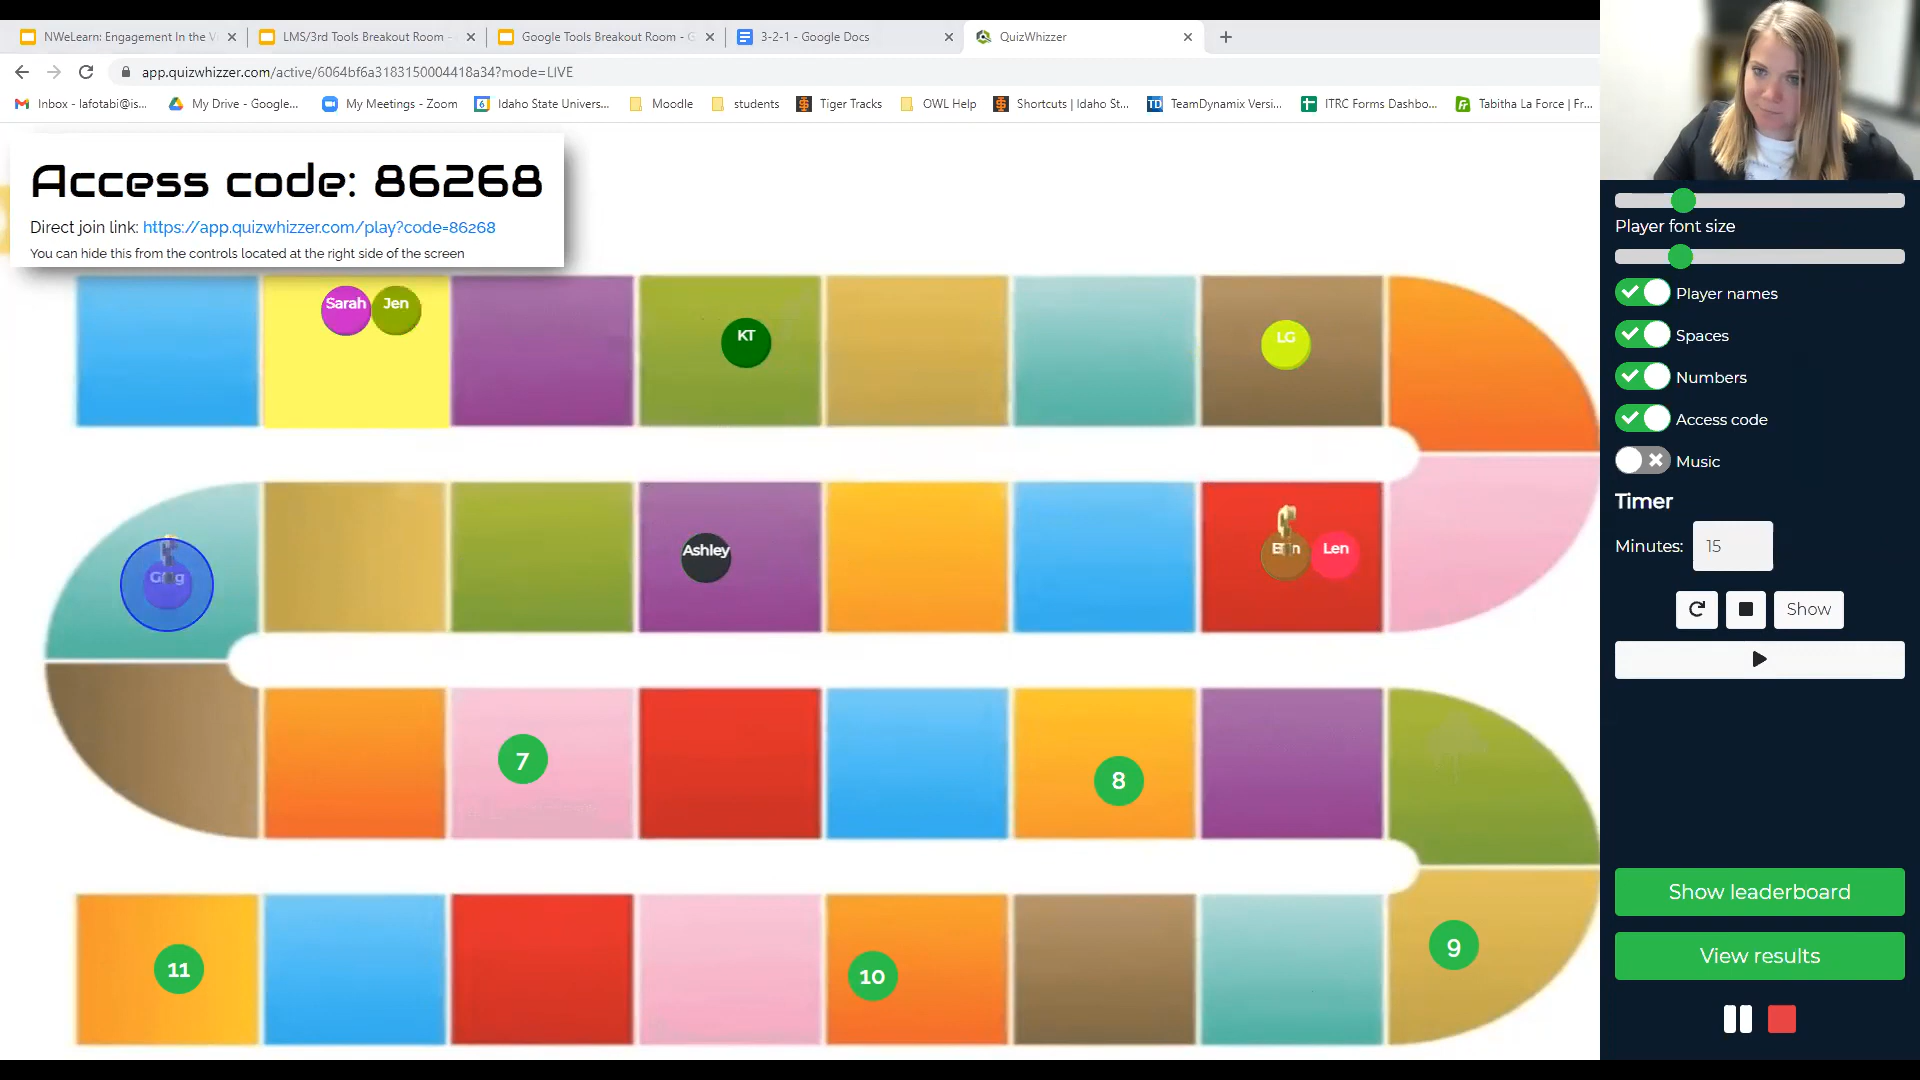 NWeLearn: Engagement In the V
LMS/3rd Tools Breakout Room -
Google Tools Breakout Room - G
3-2-1 - Google Docs
QuizWhizzer
app.quizwhizzer.com/active/6064bf6a3183150004418a34?mode=LIVE
Inbox - lafotabi@is...
My Drive - Google...
My Meetings - Zoom
Idaho State Univers...
Moodle
students
Tiger Tracks
OWL Help
Shortcuts | Idaho St...
TeamDynamix Versi...
ITRC Forms Dashbo...
Tabitha La Force | Fr...
Access code: 86268
Direct join link: https://app.quizwhizzer.com/play?code=86268
You can hide this from the controls located at the right side of the screen
Sarah
Jen
KT
LG
Ashley
Len
7
8
9
10
11
Player font size
Player names
Spaces
Numbers
Access code
Music
Timer
Minutes: 15
Show
Show leaderboard
View results